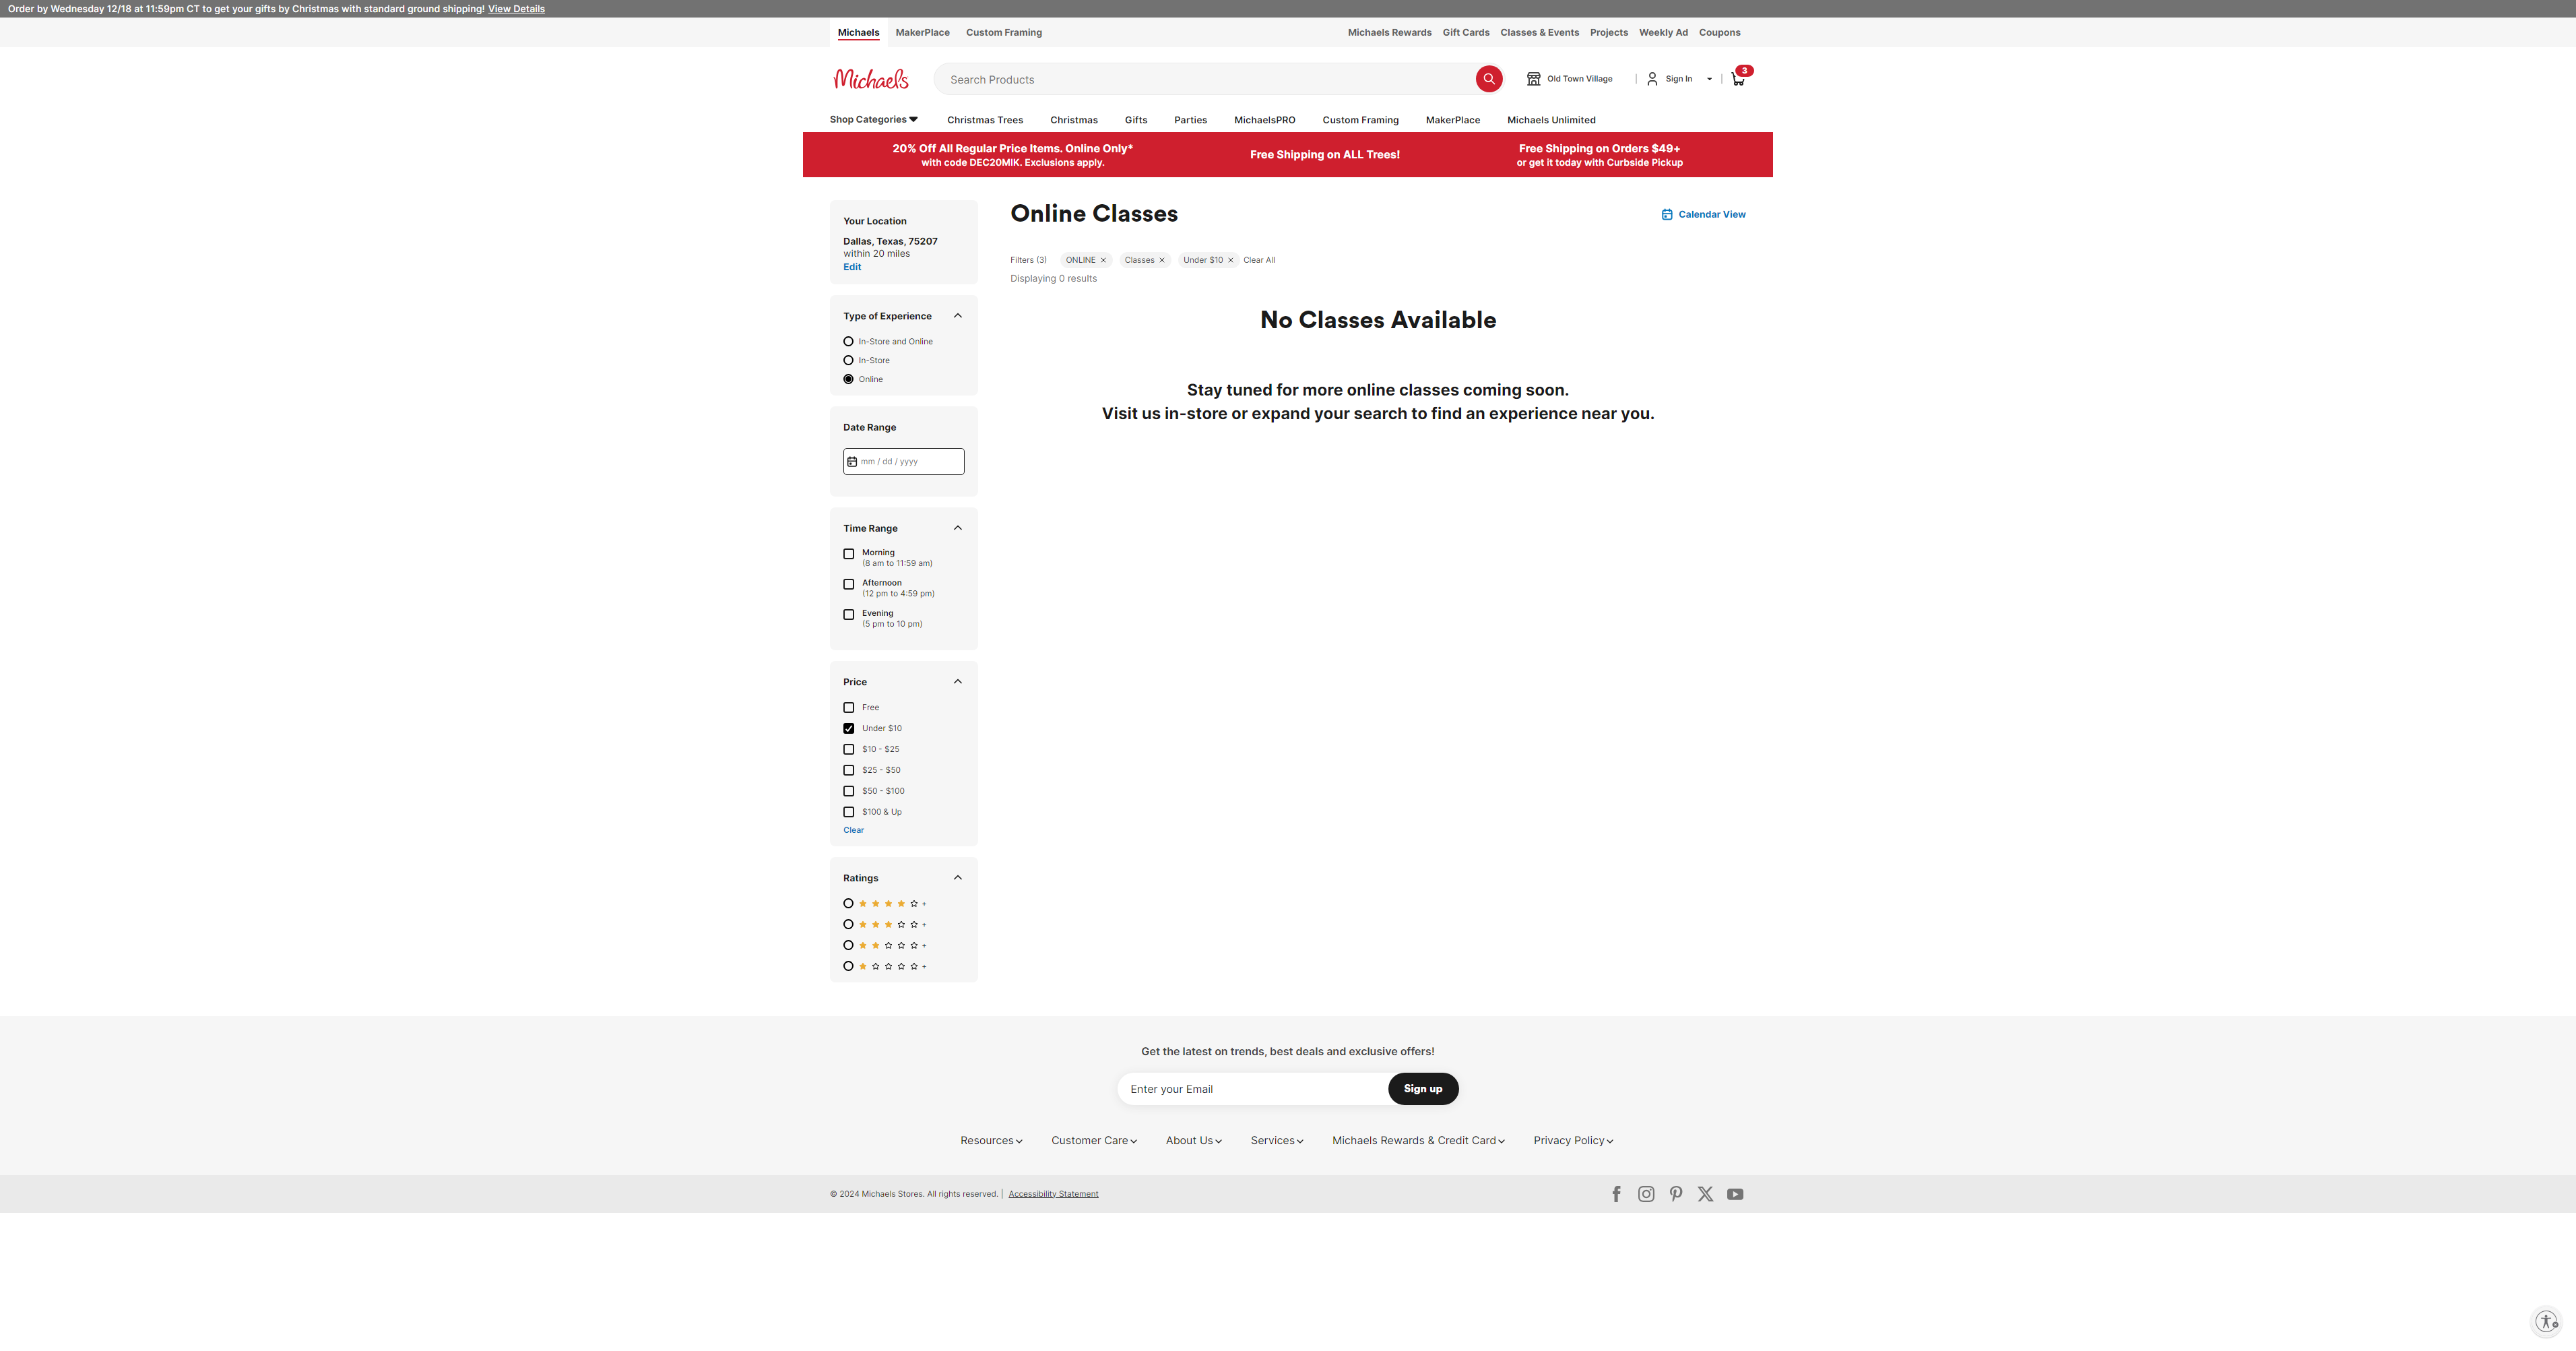 Order by Wednesday 12/18 at 11:59pm CT to get your gifts by Christmas with standard ground shipping! View Details
Michaels MakerPlace Custom Framing Michaels Rewards Gift Cards Classes & Events Projects Weekly Ad Coupons
Michaels Search Products Old Town Village | Sign In | 3
Shop Categories Christmas Trees Christmas Gifts Parties MichaelsPRO Custom Framing MakerPlace Michaels Unlimited
20% Off All Regular Price Items. Online Only*
with code DEC20MIK. Exclusions apply.
Free Shipping on ALL Trees!
Free Shipping on Orders $49+
or get it today with Curbside Pickup
Your Location
Dallas, Texas, 75207
within 20 miles
Edit
Type of Experience
In-Store and Online
In-Store
Online
Date Range
mm / dd / yyyy
Time Range
Morning
(8 am to 11:59 am)
Afternoon
(12 pm to 4:59 pm)
Evening
(5 pm to 10 pm)
Price
Free
Under $10
$10 - $25
$25 - $50
$50 - $100
$100 & Up
Clear
Ratings
+
+
+
+
Online Classes
Calendar View
Filters (3) ONLINE Classes Under $10 Clear All
Displaying 0 results
No Classes Available
Stay tuned for more online classes coming soon.
Visit us in-store or expand your search to find an experience near you.
Get the latest on trends, best deals and exclusive offers!
Enter your Email Sign up
Resources Customer Care About Us Services Michaels Rewards & Credit Card Privacy Policy
© 2024 Michaels Stores. All rights reserved. | Accessibility Statement